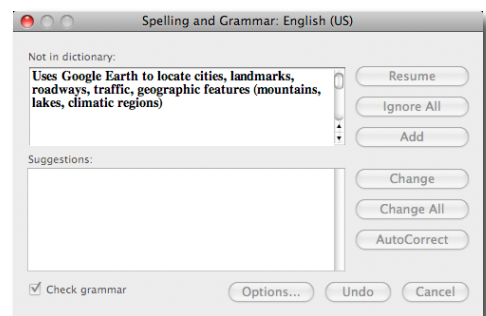 Spelling and Grammar: English (US)
Not in dictionary:
Uses Google Earth to locate cities, landmarks,
roadways, traffic, geographic features (mountains,
lakes, climatic regions)
Resume
Ignore All
Add
Suggestions:
Change
Change All
AutoCorrect
Check grammar
Options...
Undo
Cancel